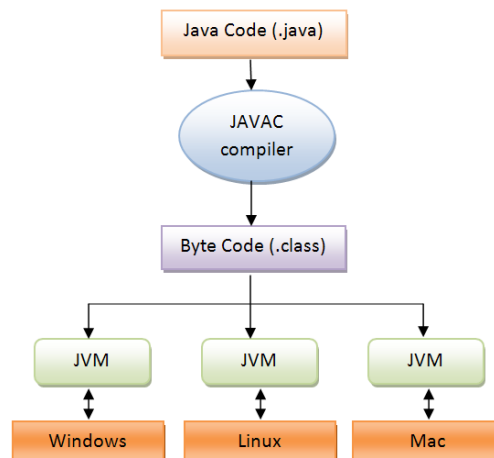 Java Code (.java)
JAVAC
compiler
Byte Code (.class)
JVM
JVM
JVM
Windows
Linux
Mac